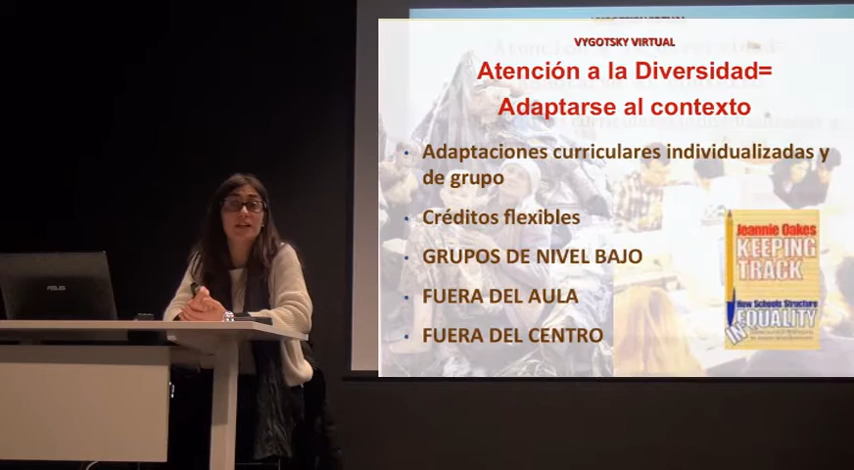 VYGOTSKY VIRTUAL
Atención a la Diversidad=
Adaptarse al contexto
• Adaptaciones curriculares individualizadas y
de grupo
• Créditos flexibles
• GRUPOS DE NIVEL BAJO
• FUERA DEL AULA
• FUERA DEL CENTRO
Jeannie Oakes
KEEPING
TRACK
How Schools Structure
INEQUALITY
ASUS